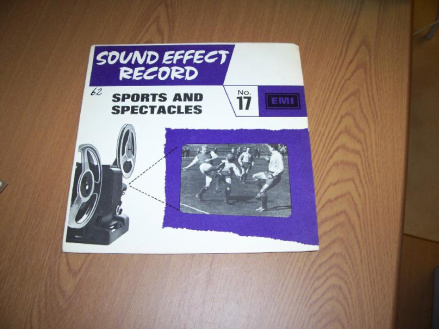 SOUND EFFECT
RECORD
62
SPORTS AND
SPECTACLES
No.
17
EMI